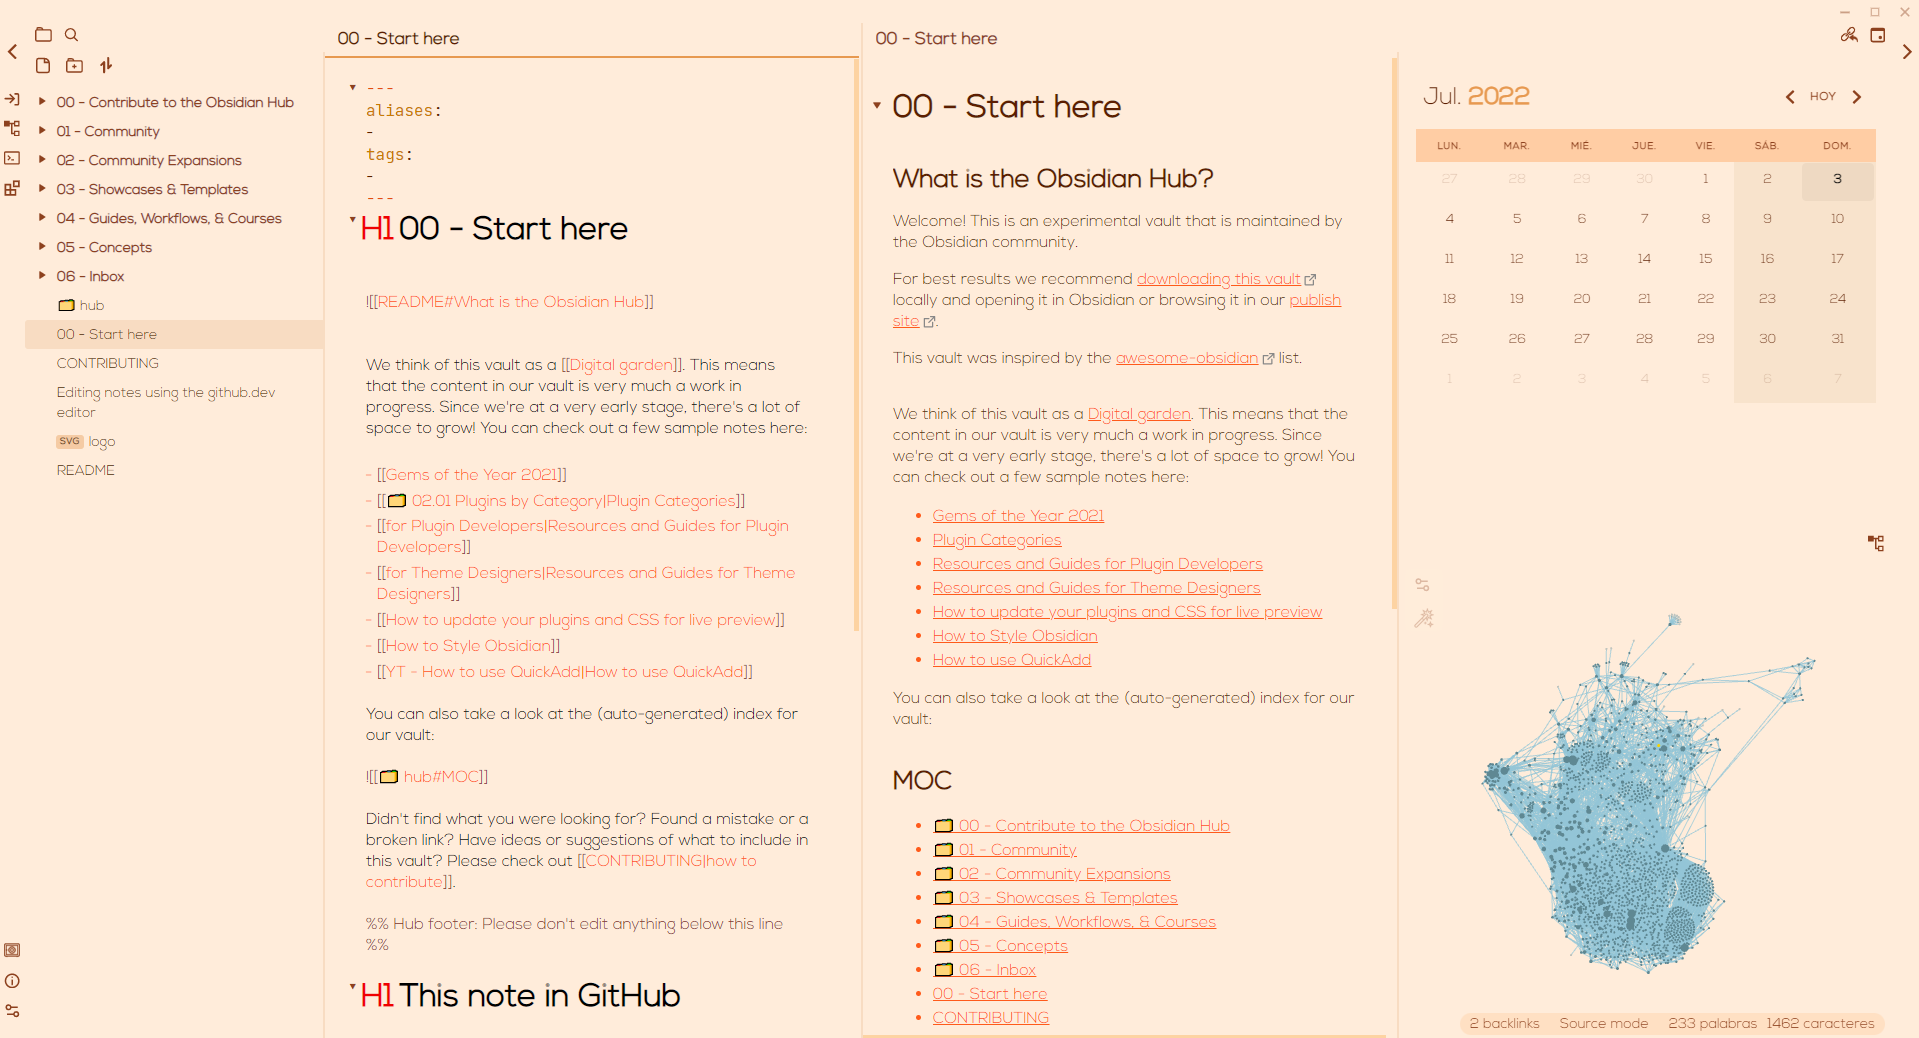 00 - Contribute to the Obsidian Hub
01 - Community
02 - Community Expansions
03 - Showcases & Templates
04 - Guides, Workflows, & Courses
05 - Concepts
06 - Inbox
hub
00 - Start here
CONTRIBUTING
Editing notes using the github.dev
editor
SVG logo
README
00 - Start here
---
aliases:
-
tags:
-
---
H1 00 - Start here
![[README#What is the Obsidian Hub]]
We think of this vault as a [[Digital garden]]. This means
that the content in our vault is very much a work in
progress. Since we're at a very early stage, there's a lot of
space to grow! You can check out a few sample notes here:
- [[Gems of the Year 2021]]
- [[🗂️ 02.01 Plugins by Category|Plugin Categories]]
- [[for Plugin Developers|Resources and Guides for Plugin
Developers]]
- [[for Theme Designers|Resources and Guides for Theme
Designers]]
- [[How to update your plugins and CSS for live preview]]
- [[How to Style Obsidian]]
- [[YT - How to use QuickAdd|How to use QuickAdd]]
You can also take a look at the (auto-generated) index for
our vault:
![[🗂️ hub#MOC]]
Didn't find what you were looking for? Found a mistake or a
broken link? Have ideas or suggestions of what to include in
this vault? Please check out [[CONTRIBUTING|how to
contribute]].
%% Hub footer: Please don't edit anything below this line
%%
H1 This note in GitHub
00 - Start here
00 - Start here
What is the Obsidian Hub?
Welcome! This is an experimental vault that is maintained by
the Obsidian community.
For best results we recommend downloading this vault
locally and opening it in Obsidian or browsing it in our publish
site.
This vault was inspired by the awesome-obsidian list.
We think of this vault as a Digital garden. This means that the
content in our vault is very much a work in progress. Since
we're at a very early stage, there's a lot of space to grow! You
can check out a few sample notes here:
Gems of the Year 2021
Plugin Categories
Resources and Guides for Plugin Developers
Resources and Guides for Theme Designers
How to update your plugins and CSS for live preview
How to Style Obsidian
How to use QuickAdd
You can also take a look at the (auto-generated) index for our
vault:
MOC
00 - Contribute to the Obsidian Hub
01 - Community
02 - Community Expansions
03 - Showcases & Templates
04 - Guides, Workflows, & Courses
05 - Concepts
06 - Inbox
00 - Start here
CONTRIBUTING
Jul. 2022 HOY
LUN. MAR. MIÉ. JUE. VIE. SÁB. DOM.
27 28 29 30 1 2 3
4 5 6 7 8 9 10
11 12 13 14 15 16 17
18 19 20 21 22 23 24
25 26 27 28 29 30 31
1 2 3 4 5 6 7
2 backlinks Source mode 233 palabras 1462 caracteres